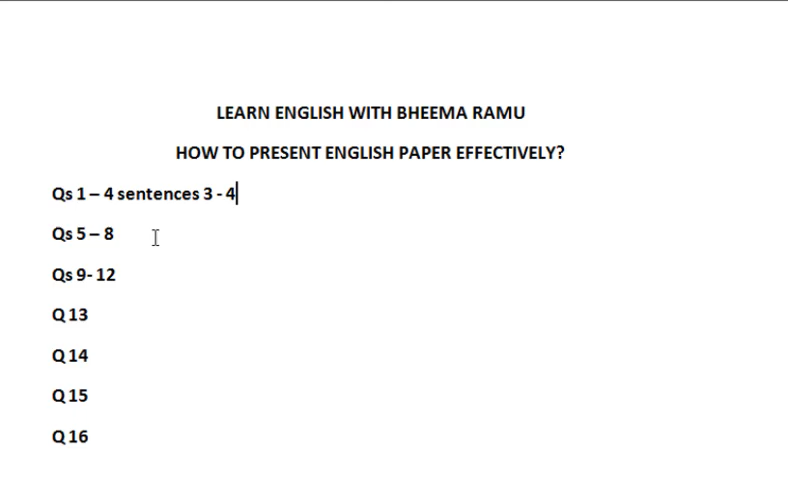 LEARN ENGLISH WITH BHEEMA RAMU
HOW TO PRESENT ENGLISH PAPER EFFECTIVELY?
Qs 1 – 4 sentences 3 - 4
Qs 5 – 8
Qs 9- 12
Q 13
Q 14
Q 15
Q 16